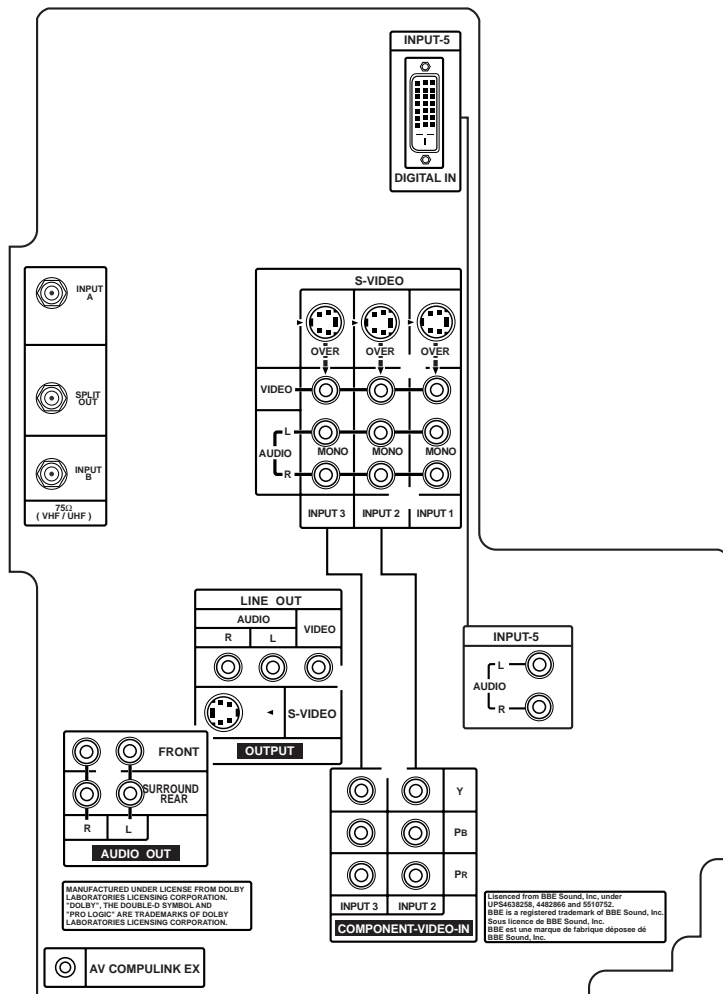 INPUT-5
DIGITAL IN
INPUT
A
SPLIT
OUT
INPUT
B
75Ω
( VHF / UHF )
S-VIDEO
OVER OVER OVER
VIDEO
L
AUDIO MONO MONO MONO
R
INPUT 3 INPUT 2 INPUT 1
LINE OUT
AUDIO VIDEO
R L
S-VIDEO
OUTPUT
INPUT-5
L
AUDIO
R
FRONT
SURROUND
REAR
R L
AUDIO OUT
Y
PB
PR
INPUT 3 INPUT 2
COMPONENT-VIDEO-IN
MANUFACTURED UNDER LICENSE FROM DOLBY
LABORATORIES LICENSING CORPORATION.
"DOLBY", THE DOUBLE-D SYMBOL AND
"PRO LOGIC" ARE TRADEMARKS OF DOLBY
LABORATORIES LICENSING CORPORATION.
Lisenced from BBE Sound, Inc, under
UPS4638258, 4482866 and 5510752.
BBE is a registered trademark of BBE Sound, Inc.
Sous licence de BBE Sound, Inc.
BBE est une marque de fabrique déposee dé
BBE Sound, Inc.
AV COMPULINK EX